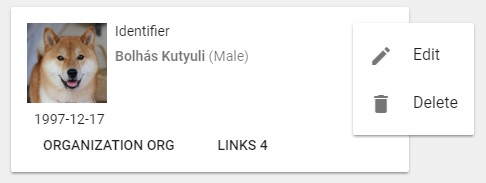 Identifier
Bolhás Kutyuli (Male)
1997-12-17
ORGANIZATION ORG LINKS 4
Edit
Delete